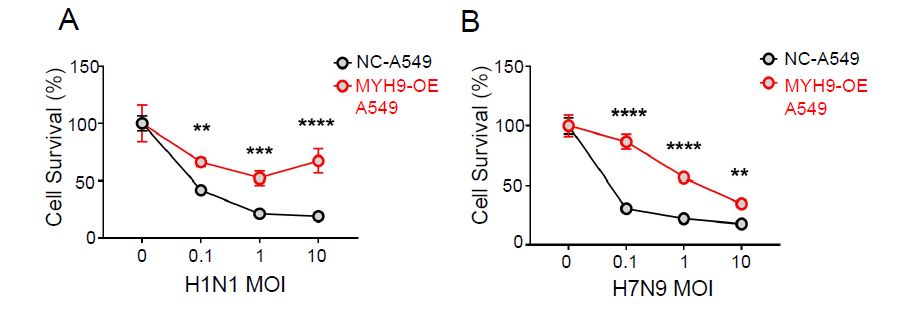 A
Cell Survival (%)
150
100
50
0
**
***
****
NC-A549
MYH9-OE
A549
0 0.1 1 10
H1N1 MOI
B
Cell Survival (%)
150
100
50
0
****
****
**
NC-A549
MYH9-OE
A549
0 0.1 1 10
H7N9 MOI